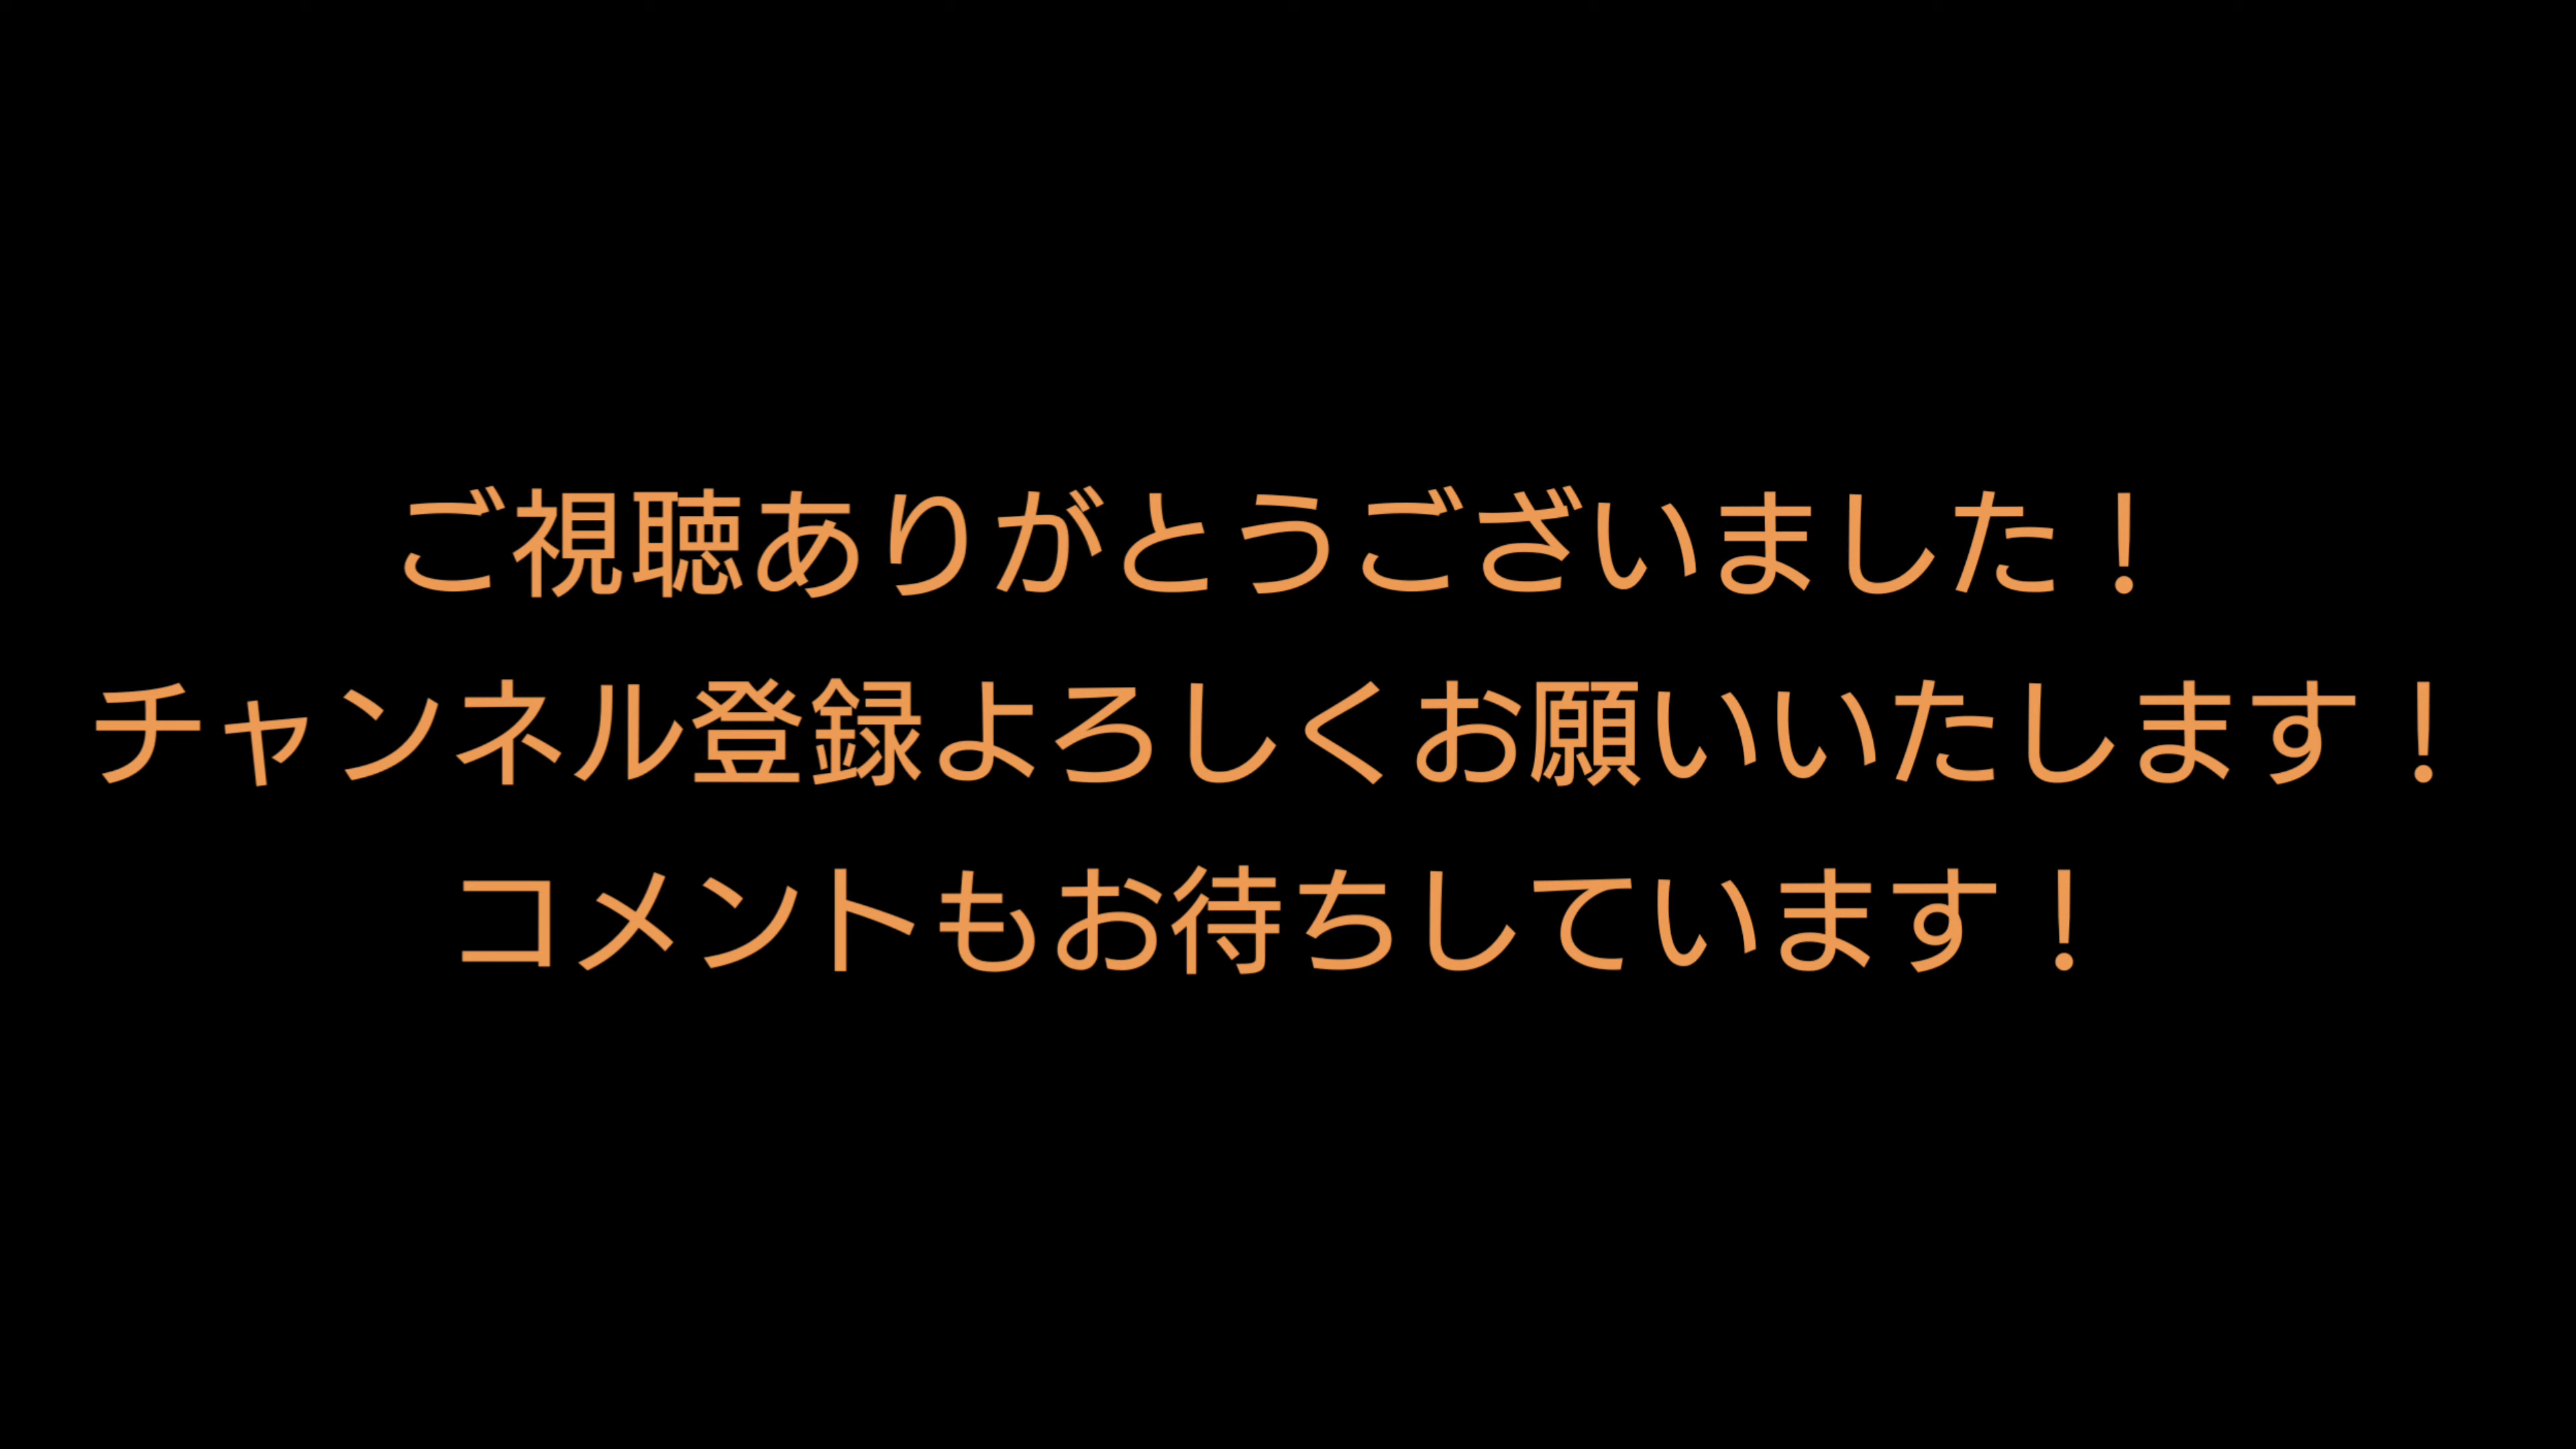 ご視聴ありがとうございました！
チャンネル登録よろしくお願いいたします！
コメントもお待ちしています！